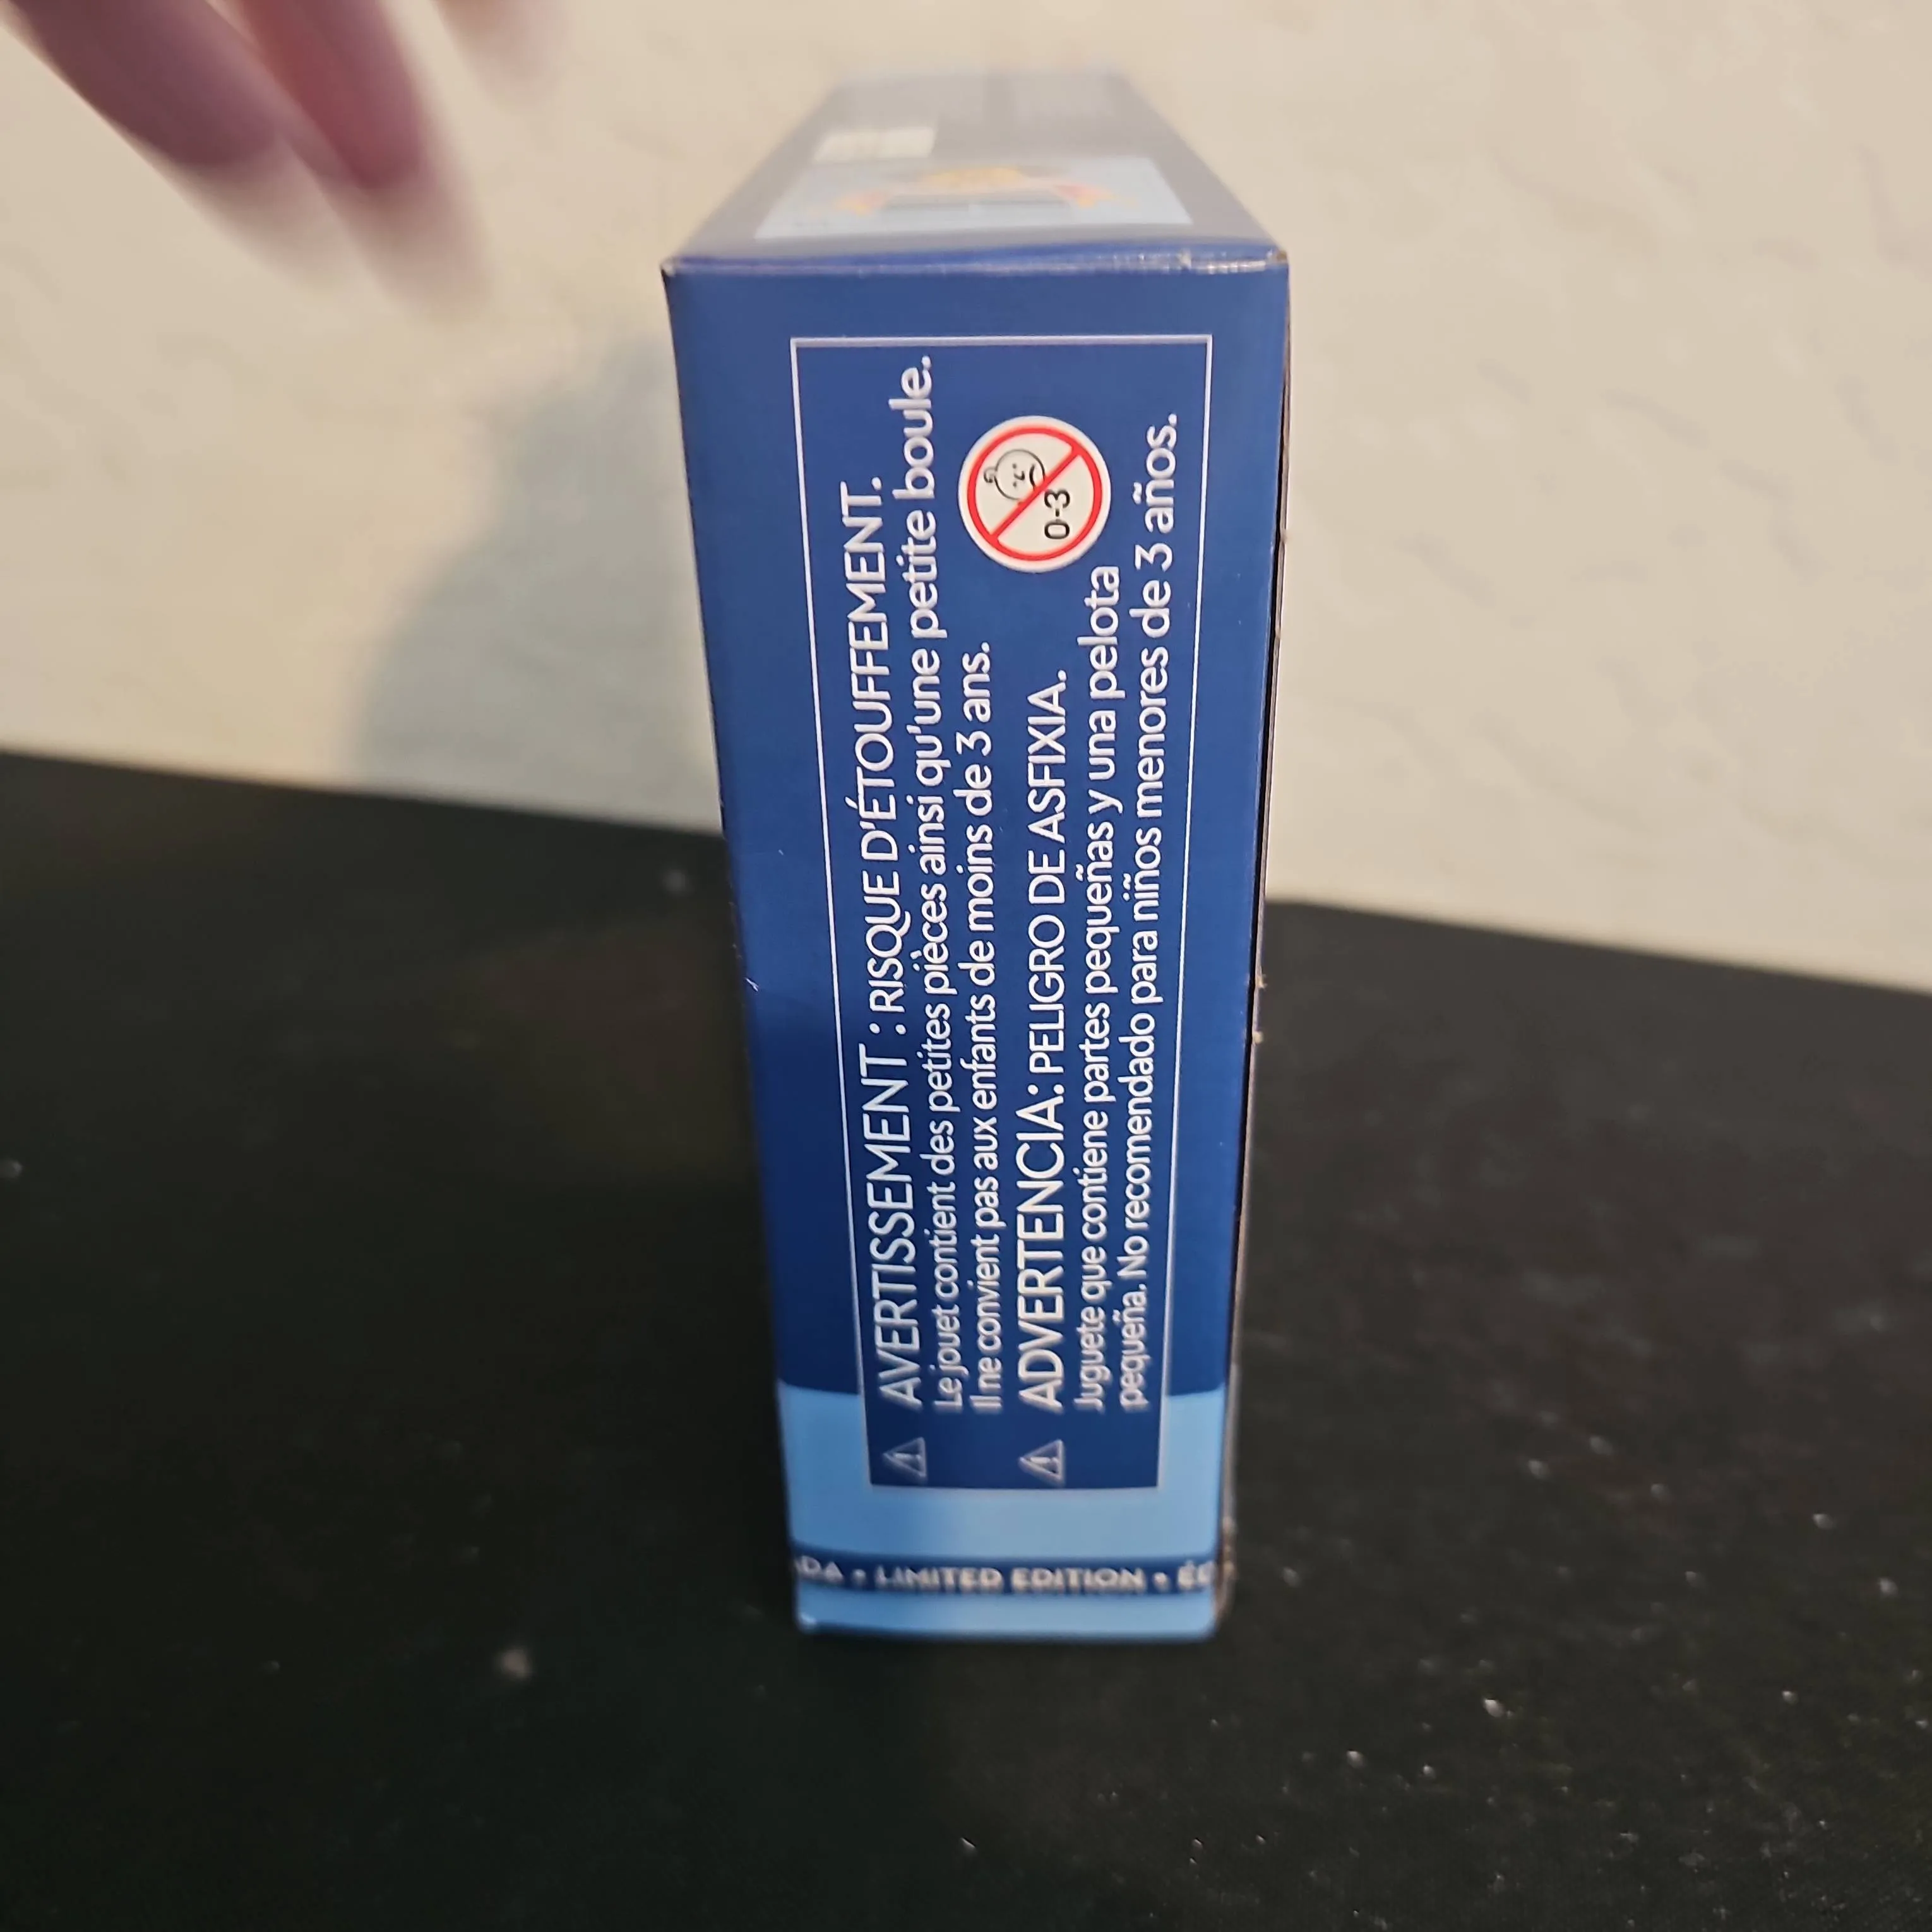 AVERTISSEMENT : RISQUE D'ÉTOUFFEMENT.
Le jouet contient des petites pièces ainsi qu'une petite boule.
Il ne convient pas aux enfants de moins de 3 ans.
ADVERTENCIA: PELIGRO DE ASFIXIA.
Juguete que contiene partes pequeñas y una pelota
pequeña. No recomendado para niños menores de 3 años.
0-3
DA • LIMITED EDITION • ÉD